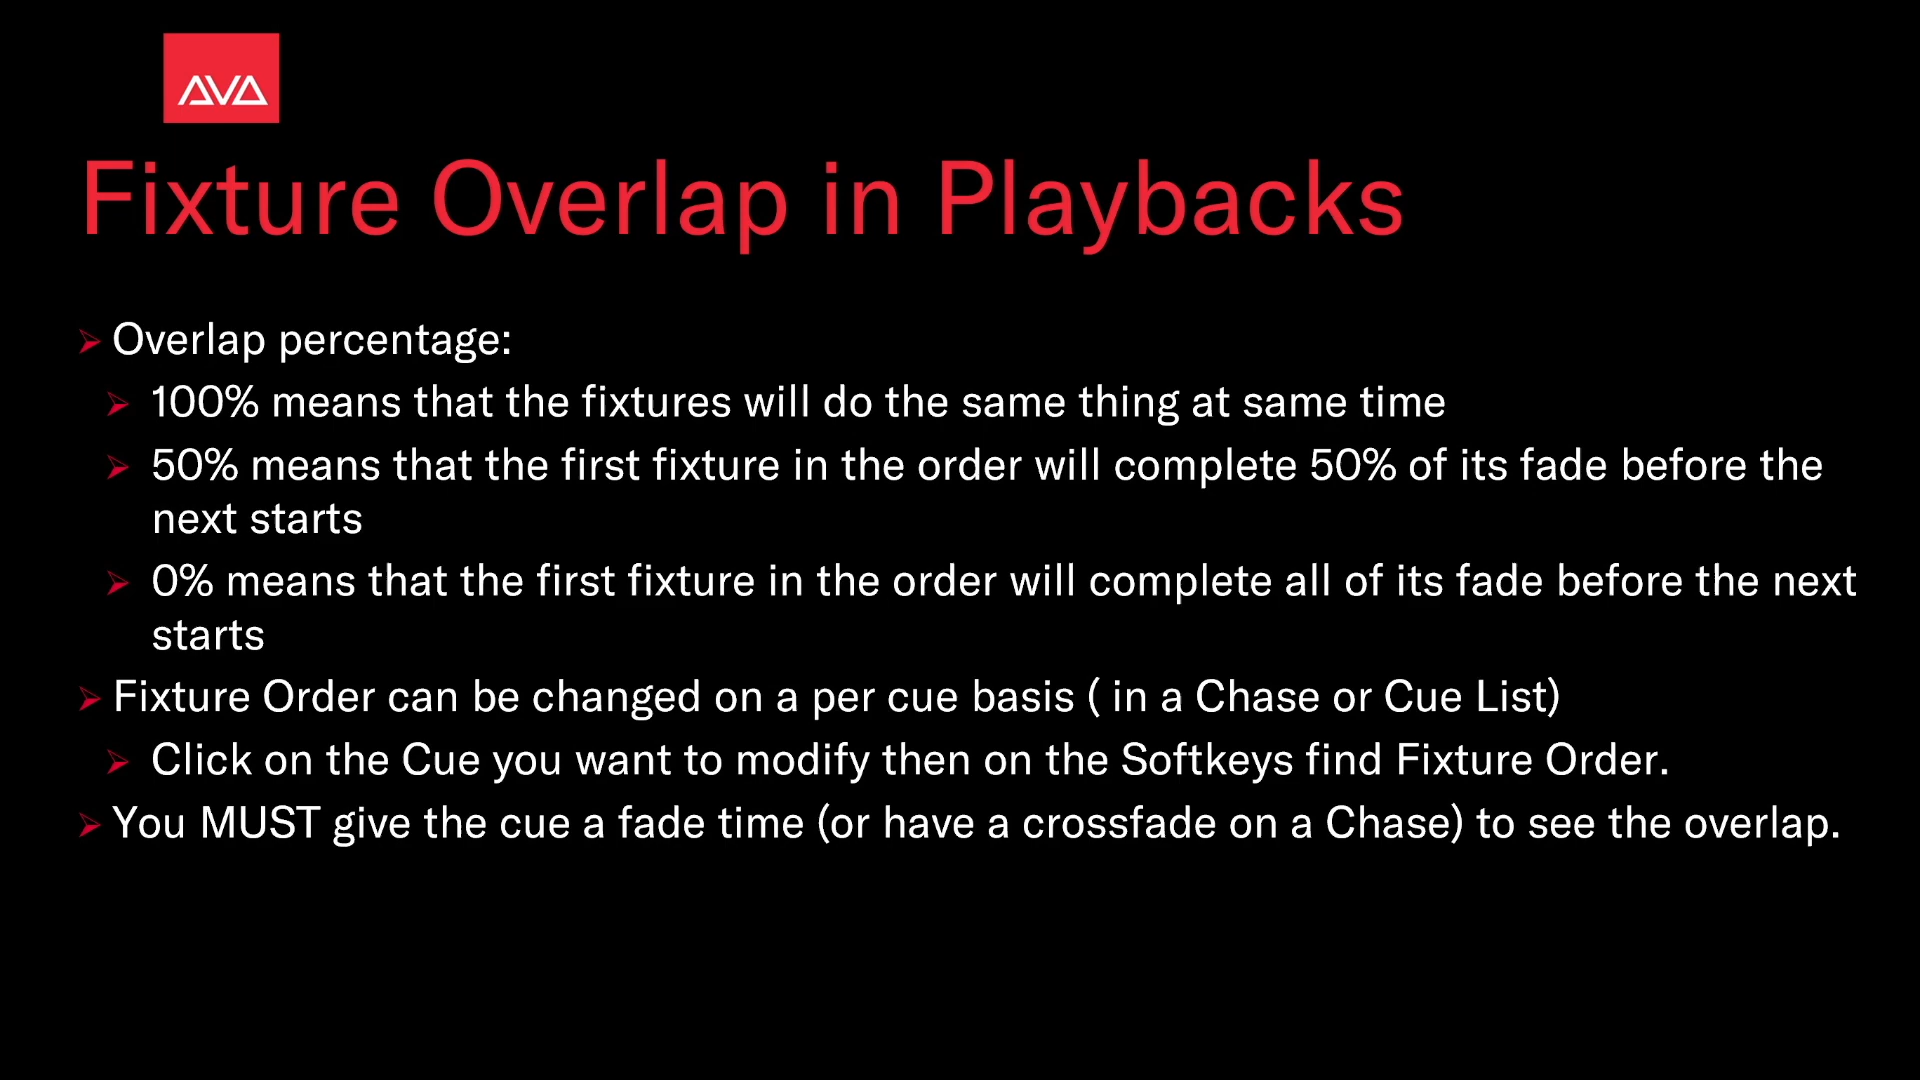 AVA
Fixture Overlap in Playbacks
Overlap percentage:
100% means that the fixtures will do the same thing at same time
50% means that the first fixture in the order will complete 50% of its fade before the
next starts
0% means that the first fixture in the order will complete all of its fade before the next
starts
Fixture Order can be changed on a per cue basis ( in a Chase or Cue List)
Click on the Cue you want to modify then on the Softkeys find Fixture Order.
You MUST give the cue a fade time (or have a crossfade on a Chase) to see the overlap.